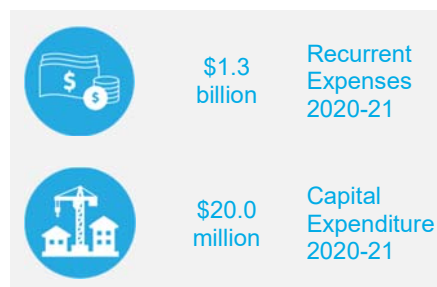 $
$
$1.3
billion
Recurrent
Expenses
2020-21
$20.0
million
Capital
Expenditure
2020-21